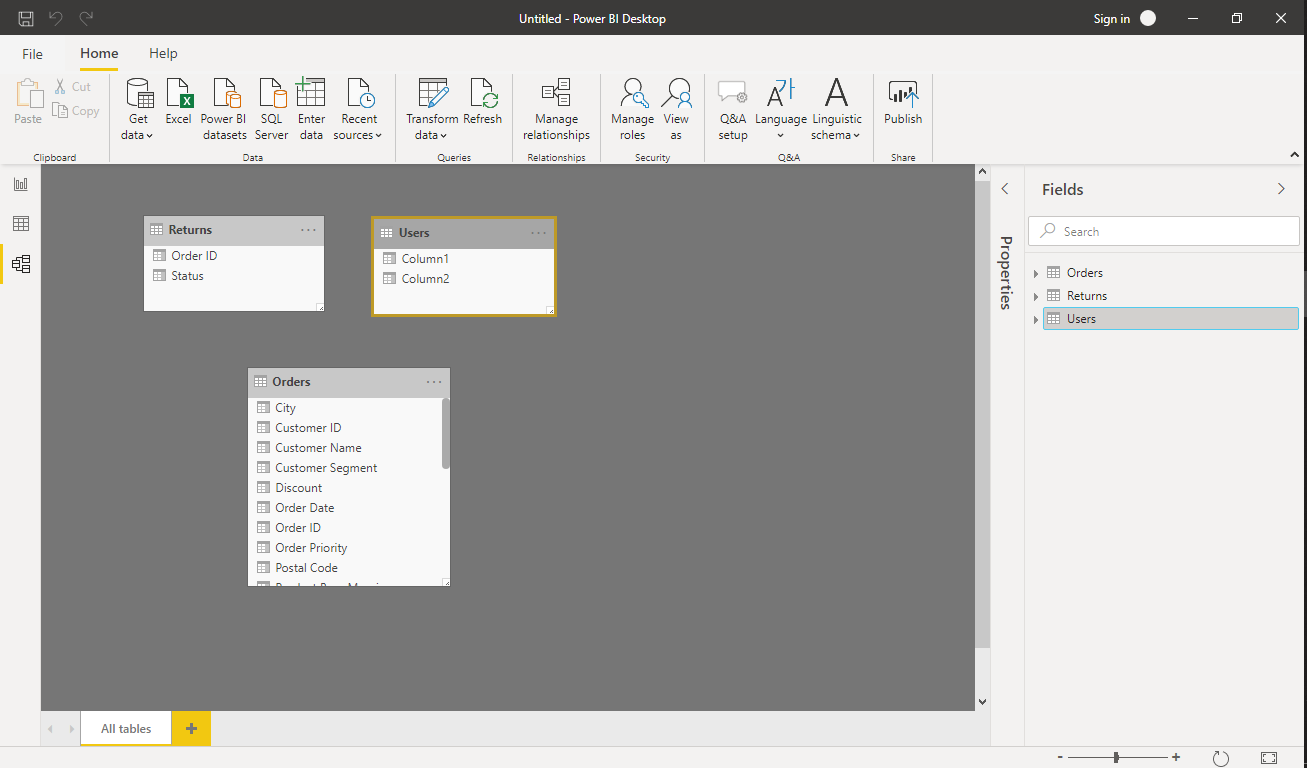 Untitled - Power BI Desktop
Sign in
File
Home
Help
Paste
Cut
Copy
Clipboard
Get data
Excel
Power BI datasets
SQL Server
Enter data
Recent sources
Data
Transform data
Refresh
Queries
Manage relationships
Relationships
Manage roles
View as
Security
Q&A setup
Language
Linguistic schema
Q&A
Publish
Share
Returns
Order ID
Status
Users
Column1
Column2
Orders
City
Customer ID
Customer Name
Customer Segment
Discount
Order Date
Order ID
Order Priority
Postal Code
Properties
Fields
Search
Orders
Returns
Users
All tables